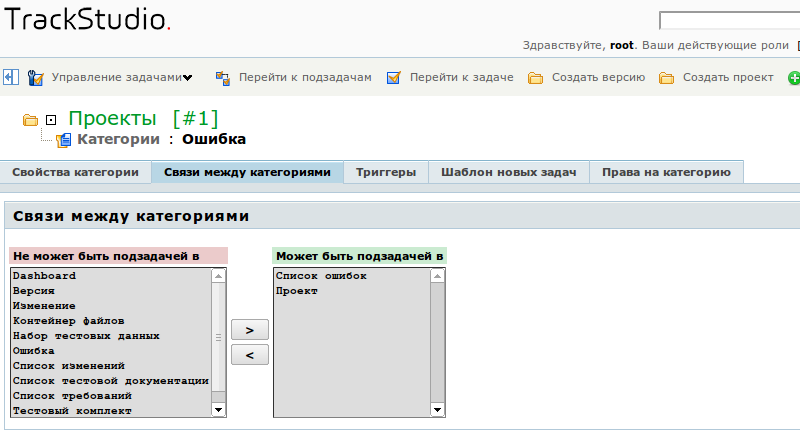 TrackStudio.
Здравствуйте, root. Ваши действующие роли
Управление задачами Перейти к подзадачам Перейти к задаче Создать версию Создать проект
Проекты [#1]
Категории : Ошибка
Свойства категории Связи между категориями Триггеры Шаблон новых задач Права на категорию
Связи между категориями
Не может быть подзадачей в Может быть подзадачей в
Dashboard
Версия
Изменение
Контейнер файлов
Набор тестовых данных
Ошибка
Список изменений
Список тестовой документации
Список требований
Тестовый комплект
>
<
Список ошибок
Проект